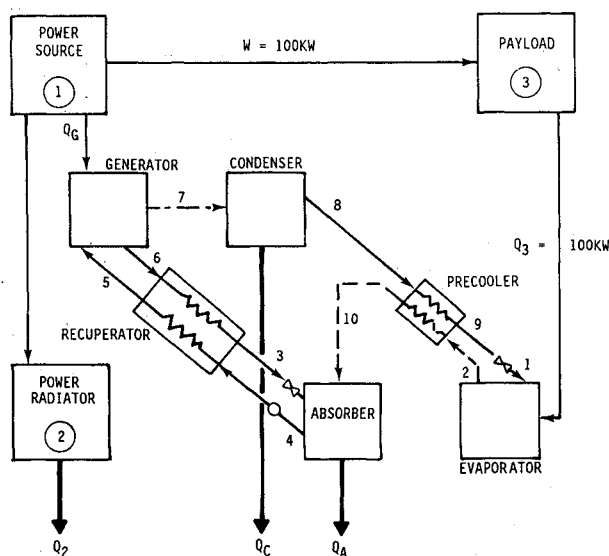 POWER
SOURCE
1
W = 100KW
PAYLOAD
3
Q_G
GENERATOR
CONDENSER
7
8
Q_3 = 100KW
PRECOOLER
6
5
10
9
RECUPERATOR
3
2
1
POWER
RADIATOR
2
4
ABSORBER
EVAPORATOR
Q_2
Q_C
Q_A